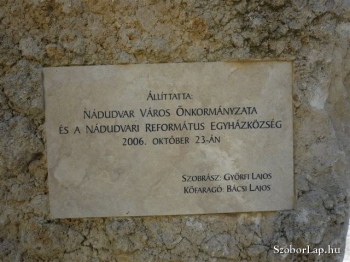 ÁLLÍTTATTA:
NÁDUDVAR VÁROS ÖNKORMÁNYZATA
ÉS A NÁDUDVARI REFORMÁTUS EGYHÁZKÖZSÉG
2006. OKTÓBER 23-ÁN
SZOBRÁSZ: GYŐRFI LAJOS
KŐFARAGÓ: BÁCSI LAJOS
SzoborLap.hu